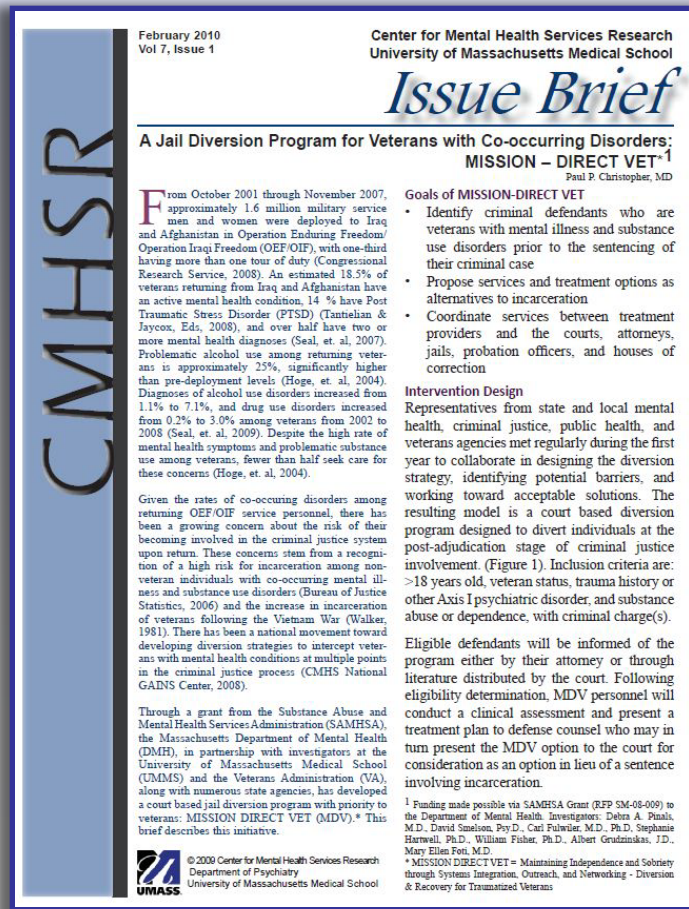 February 2010
Vol 7, Issue 1
Center for Mental Health Services Research
University of Massachusetts Medical School
Issue Brief
CMHSR
A Jail Diversion Program for Veterans with Co-occurring Disorders:
MISSION – DIRECT VET*1
Paul P. Christopher, MD
From October 2001 through November 2007,
approximately 1.6 million military service
men and women were deployed to Iraq
and Afghanistan in Operation Enduring Freedom/
Operation Iraqi Freedom (OEF/OIF), with one-third
having more than one tour of duty (Congressional
Research Service, 2008). An estimated 18.5% of
veterans returning from Iraq and Afghanistan have
an active mental health condition, 14 % have Post
Traumatic Stress Disorder (PTSD) (Tantielian &
Jaycox, Eds, 2008), and over half have two or
more mental health diagnoses (Seal, et. al, 2007).
Problematic alcohol use among returning veter-
ans is approximately 25%, significantly higher
than pre-deployment levels (Hoge, et. al, 2004).
Diagnoses of alcohol use disorders increased from
1.1% to 7.1%, and drug use disorders increased
from 0.2% to 3.0% among veterans from 2002 to
2008 (Seal, et. al, 2009). Despite the high rate of
mental health symptoms and problematic substance
use among veterans, fewer than half seek care for
these concerns (Hoge, et. al, 2004).
Given the rates of co-occuring disorders among
returning OEF/OIF service personnel, there has
been a growing concern about the risk of their
becoming involved in the criminal justice system
upon return. These concerns stem from a recogni-
tion of a high risk for incarceration among non-
veteran individuals with co-occurring mental ill-
ness and substance use disorders (Bureau of Justice
Statistics, 2006) and the increase in incarceration
of veterans following the Vietnam War (Walker,
1981). There has been a national movement toward
developing diversion strategies to intercept veter-
ans with mental health conditions at multiple points
in the criminal justice process (CMHS National
GAINS Center, 2008).
Through a grant from the Substance Abuse and
Mental Health Services Administration (SAMHSA),
the Massachusetts Department of Mental Health
(DMH), in partnership with investigators at the
University of Massachusetts Medical School
(UMMS) and the Veterans Administration (VA),
along with numerous state agencies, has developed
a court based jail diversion program with priority to
veterans: MISSION DIRECT VET (MDV).* This
brief describes this initiative.
UMASS
© 2009 Center for Mental Health Services Research
Department of Psychiatry
University of Massachusetts Medical School
Goals of MISSION-DIRECT VET
• Identify criminal defendants who are
veterans with mental illness and substance
use disorders prior to the sentencing of
their criminal case
• Propose services and treatment options as
alternatives to incarceration
• Coordinate services between treatment
providers and the courts, attorneys,
jails, probation officers, and houses of
correction
Intervention Design
Representatives from state and local mental
health, criminal justice, public health, and
veterans agencies met regularly during the first
year to collaborate in designing the diversion
strategy, identifying potential barriers, and
working toward acceptable solutions. The
resulting model is a court based diversion
program designed to divert individuals at the
post-adjudication stage of criminal justice
involvement. (Figure 1). Inclusion criteria are:
>18 years old, veteran status, trauma history or
other Axis I psychiatric disorder, and substance
abuse or dependence, with criminal charge(s).
Eligible defendants will be informed of the
program either by their attorney or through
literature distributed by the court. Following
eligibility determination, MDV personnel will
conduct a clinical assessment and present a
treatment plan to defense counsel who may in
turn present the MDV option to the court for
consideration as an option in lieu of a sentence
involving incarceration.
1 Funding made possible via SAMHSA Grant (RFP SM-08-009) to
the Department of Mental Health. Investigators: Debra A. Pinals,
M.D., David Smelson, Psy.D., Carl Fulwiler, M.D., Ph.D, Stephanie
Hartwell, Ph.D., William Fisher, Ph.D., Albert Grudzinskas, J.D.,
Mary Ellen Foti, M.D.
* MISSION DIRECT VET = Maintaining Independence and Sobriety
through Systems Integration, Outreach, and Networking - Diversion
& Recovery for Traumatized Veterans